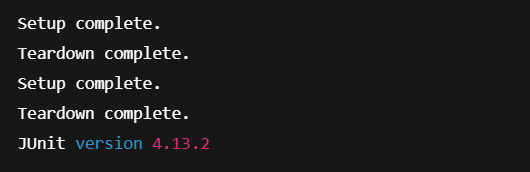 Setup complete.
Teardown complete.
Setup complete.
Teardown complete.
JUnit version 4.13.2